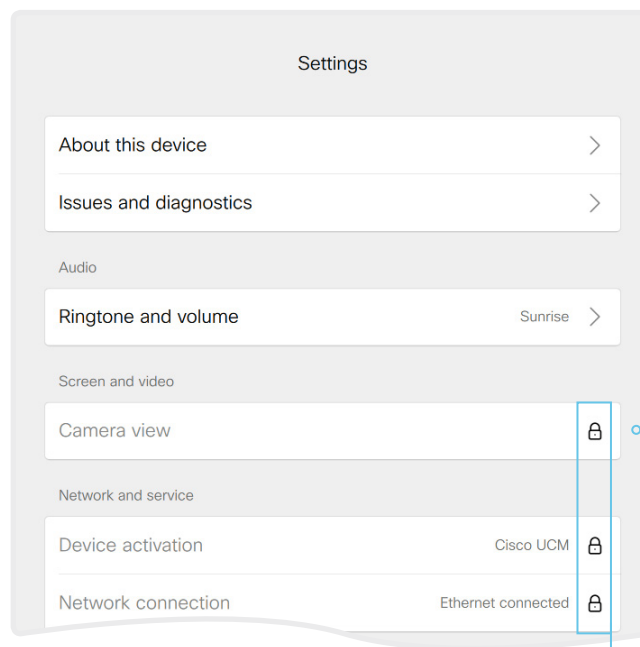 Settings
About this device
Issues and diagnostics
Audio
Ringtone and volume Sunrise
Screen and video
Camera view
Network and service
Device activation Cisco UCM
Network connection Ethernet connected